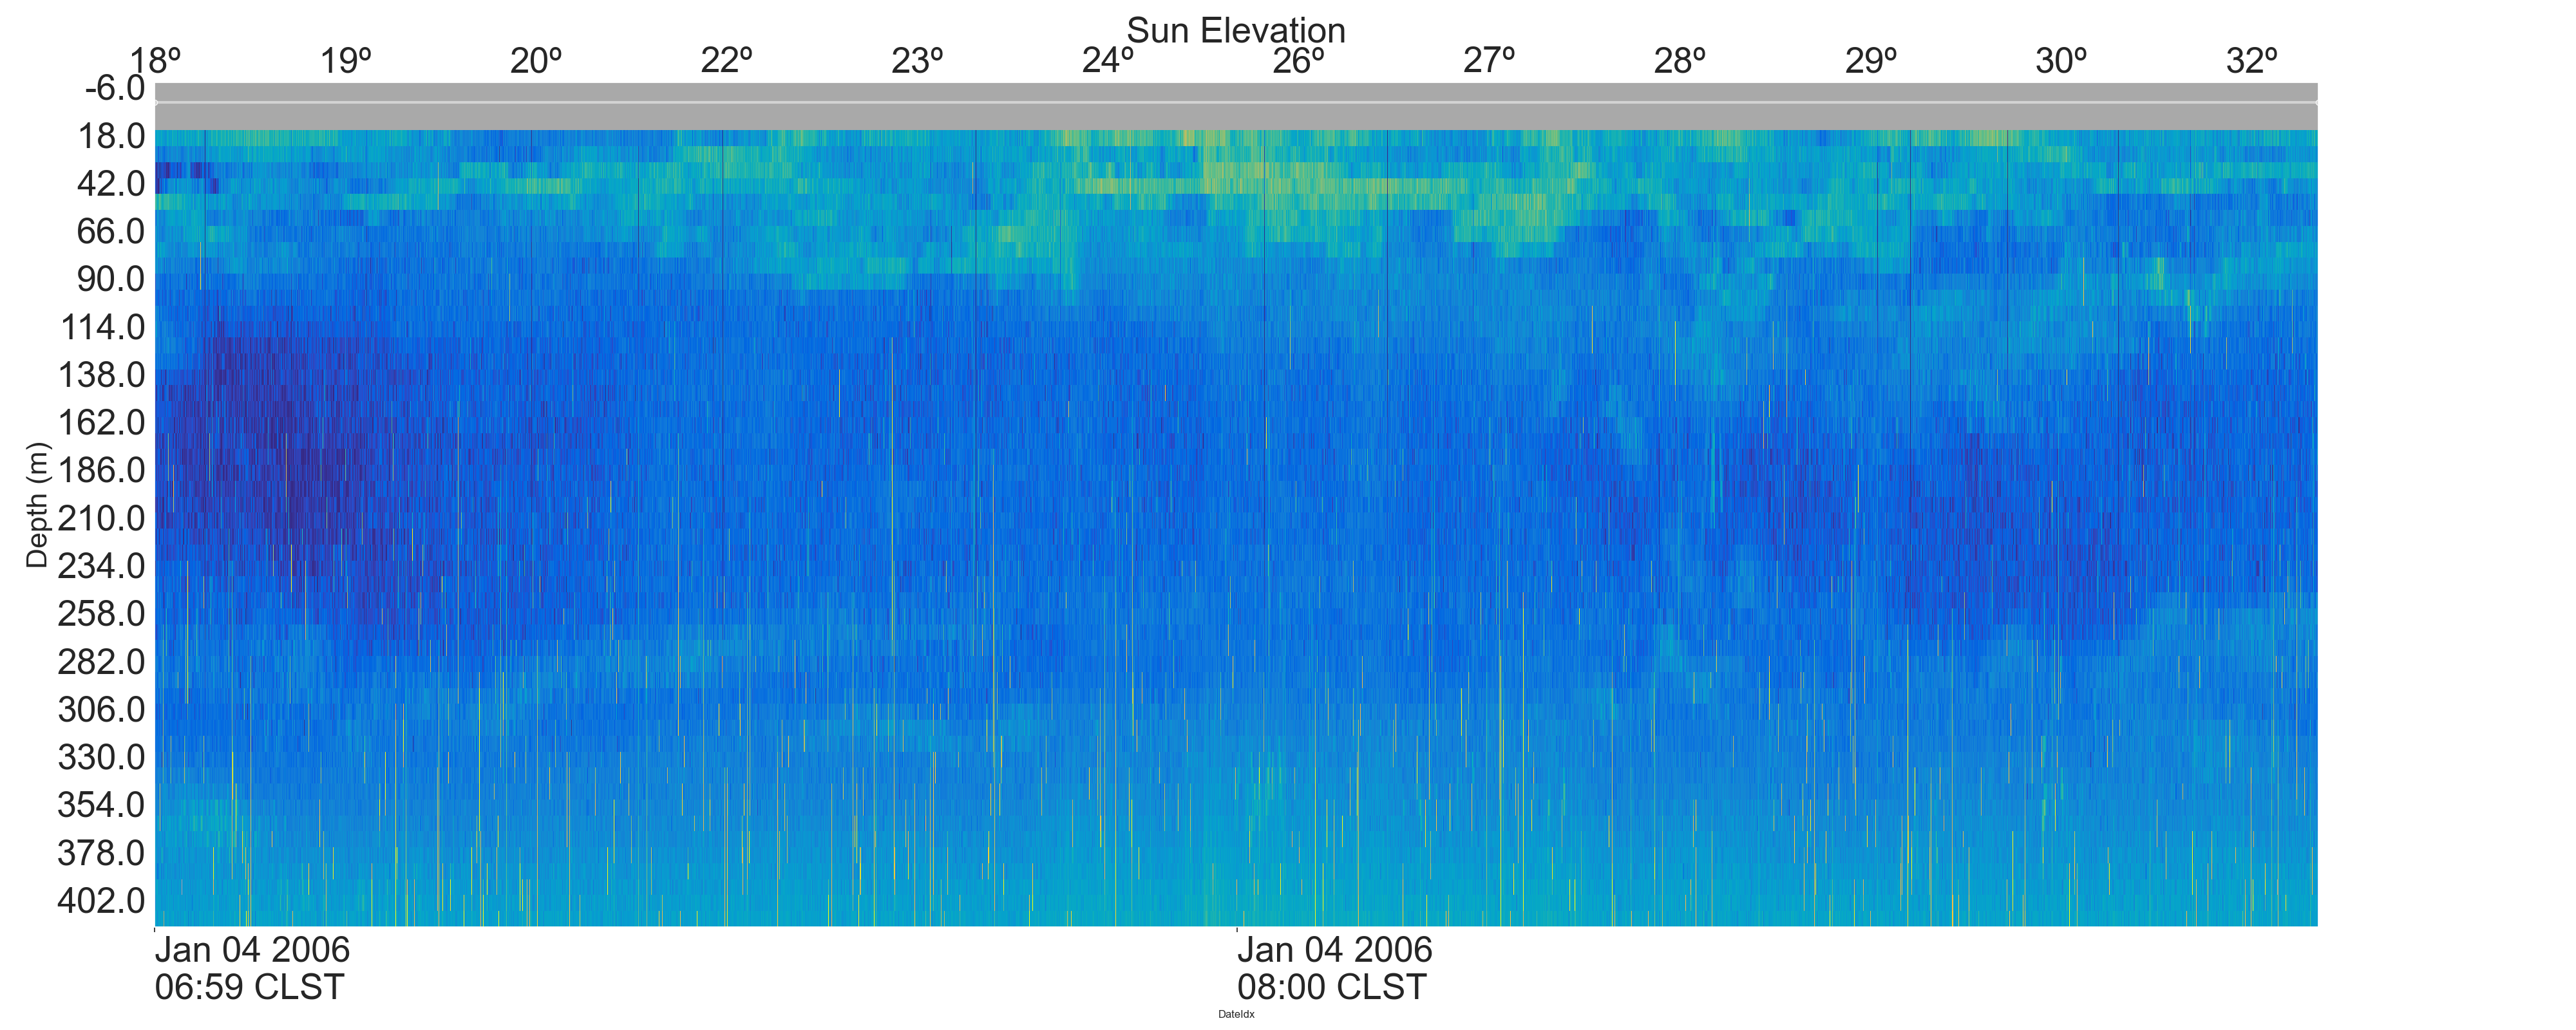 Sun Elevation
18º 19º 20º 22º 23º 24º 26º 27º 28º 29º 30º 32º
-6.0
18.0
42.0
66.0
90.0
114.0
138.0
162.0
186.0
210.0
234.0
258.0
282.0
306.0
330.0
354.0
378.0
402.0
Depth (m)
Jan 04 2006
06:59 CLST
Jan 04 2006
08:00 CLST
DateIdx